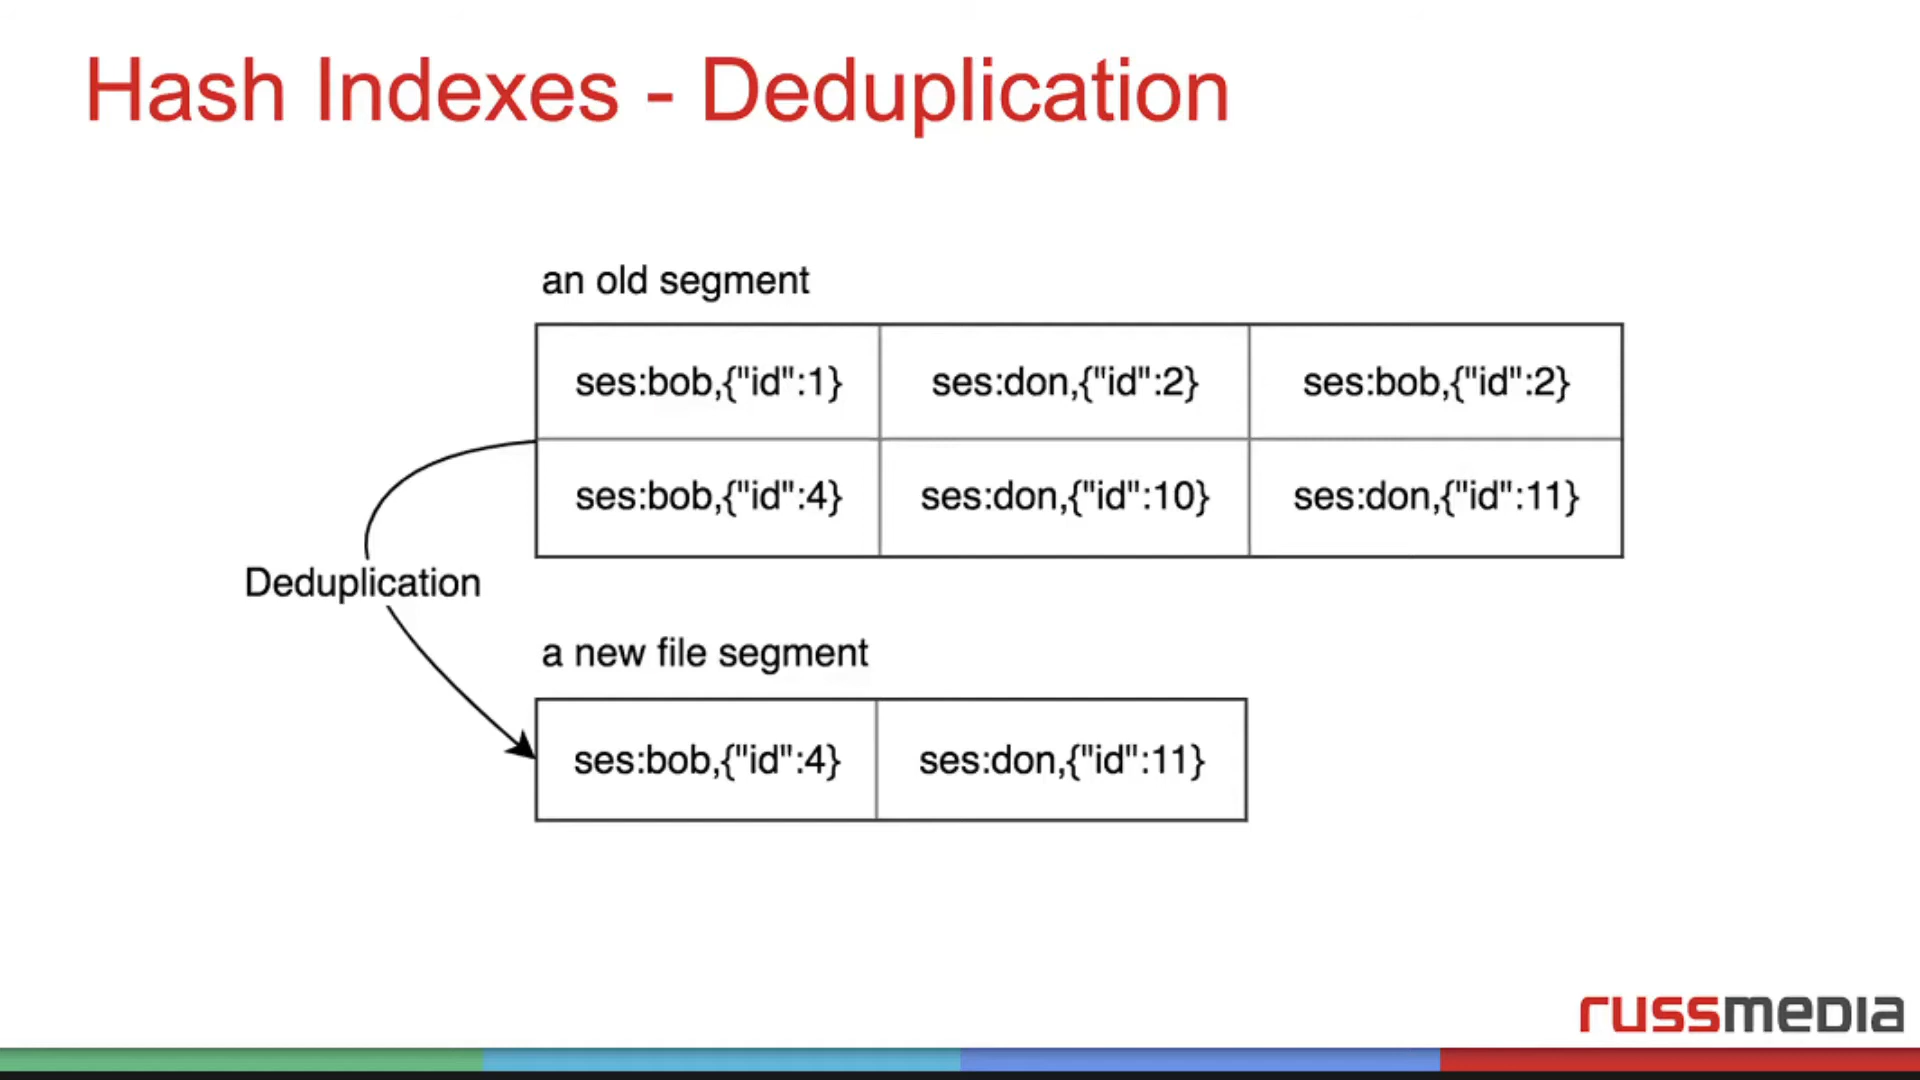 Hash Indexes - Deduplication
an old segment
ses:bob,{"id":1} ses:don,{"id":2} ses:bob,{"id":2}
ses:bob,{"id":4} ses:don,{"id":10} ses:don,{"id":11}
Deduplication
a new file segment
ses:bob,{"id":4} ses:don,{"id":11}
russmedia